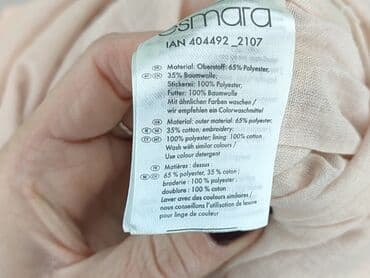 esmara
IAN 404492_2107
DE Material: Oberstoff: 65% Polyester,
AT CH 35% Baumwolle;
Stickerei: 100% Polyester;
Futter: 100% Baumwolle
Mit ähnlichen Farben waschen /
wir empfehlen ein Colorwaschmittel
Material: outer material: 65% polyester,
35% cotton; embroidery:
100% polyester; lining: 100% cotton
Wash with similar colours /
Use colour detergent
Matières : dessus :
65 % polyester, 35 % coton ;
broderie : 100 % polyester ;
doublure : 100 % coton
Laver avec des couleurs similaires /
nous conseillons l'utilisation de lessive
pour linge de couleur